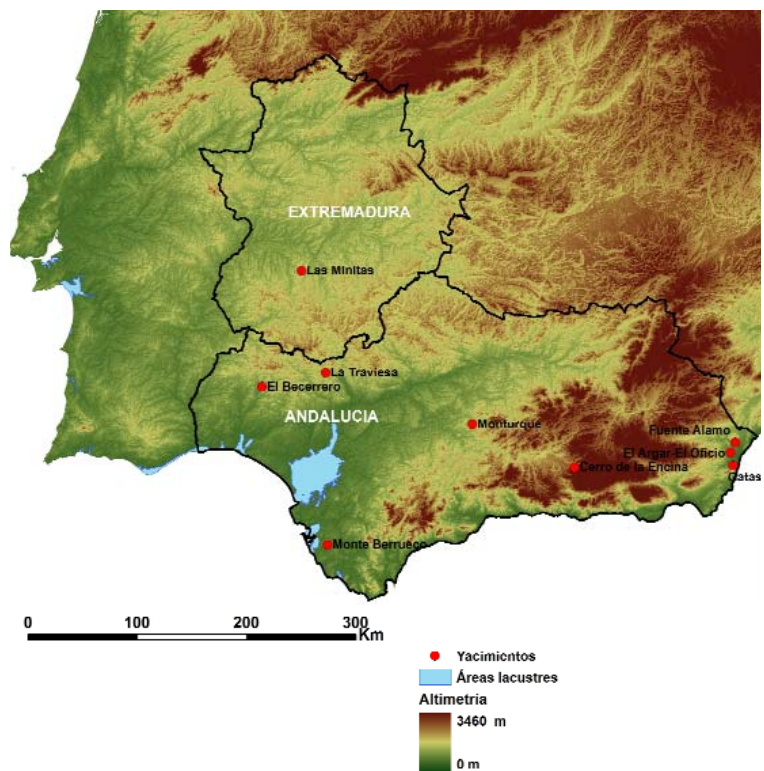 EXTREMADURA
Las Minitas
La Traviesa
El Becerrero
ANDALUCIA
Monturque
Fuente Alamo
El Argar-El Oficio
Cerro de la Encina
Gatas
Monte Berrueco
0 100 200 300
Km
Yacimientos
Áreas lacustres
Altimetria
3460 m
0 m